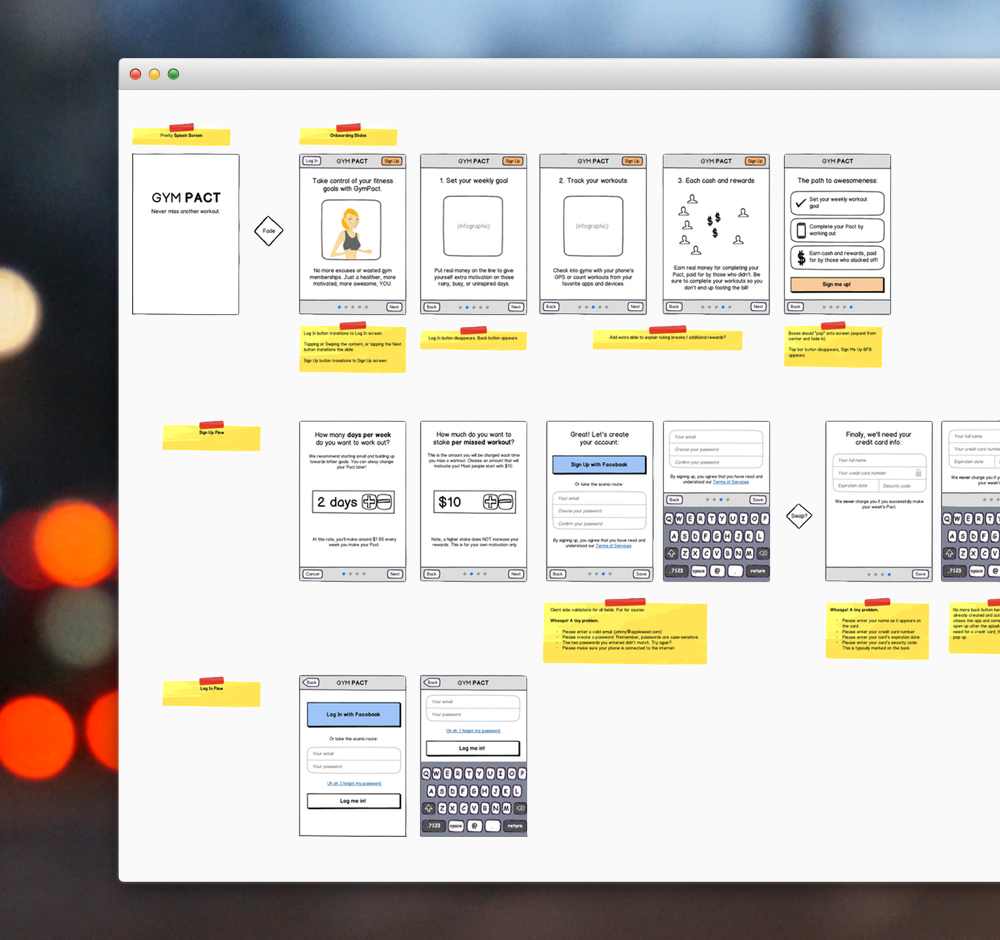 Pretty Splash Screen
GYM PACT
Never miss another workout.
Fade
Onboarding Slides
Log In
GYM PACT
Sign Up
Take control of your fitness
goals with GymPact.
No more excuses or wasted gym
memberships. Just a healthier, more
motivated, more awesome, YOU.
Next
GYM PACT
Sign Up
1. Set your weekly goal
(infographic)
Put real money on the line to give
yourself extra motivation on those
rainy, busy, or uninspired days.
Back
Next
GYM PACT
Sign Up
2. Track your workouts
(infographic)
Check into gyms with your phone's
GPS or count workouts from your
favorite apps and devices
Back
Next
GYM PACT
Sign Up
3. Each cash and rewards
$ $
$
Earn real money for completing your
Pact, paid for by those who didn't. Be
sure to complete your workouts so you
don't end up footing the bill!
Back
Next
GYM PACT
The path to awesomeness:
Set your weekly workout
goal
Complete your Pact by
working out
$
Earn cash and rewards, paid
for by those who slacked off!
Sign me up!
Back
Log In button transitions to Log In screen
Tapping or Swiping the content, or tapping the Next
button transitions the slide
Sign Up button transitions to Sign Up screen
Log In button disappears. Back button appears
Add words able to explain taking breaks / additional rewards?
Boxes should "pop" onto screen (expand from
center and fade in)
Top bar button disappears, Sign Me Up BFB
appears
Sign Up Flow
How many days per week
do you want to work out?
We recommend starting small and building up
towards loftier goals. You can always change
your Pact later!
2 days
At this rate, you'll make around $1.00 every
week you make your Pact.
Cancel
Next
How much do you want to
stake per missed workout?
This is the amount you will be charged each time
you miss a workout. Choose an amount that will
motivate you! Most people start with $10.
$10
Note, a higher stake does NOT increase your
rewards. This is for your own motivation only.
Back
Next
Great! Let's create
your account:
Sign Up with Facebook
Or take the scenic route:
Your email
Choose your password
Confirm your password
By signing up, you agree that you have read and
understood our Terms of Services
Back
Save
Your email
Choose your password
Confirm your password
By signing up, you agree that you have read and
understood our Terms of Services
Back
Save
Q W E R T Y U I O P
A S D F G H J K L
Z X C V B N M
.?123 space @ . return
Swap?
Finally, we'll need your
credit card info:
Your full name
Your credit card number
Expiration date
Security code
We never charge you if you successfully make
your week's Pact.
Save
Your full name
Your credit card numb
Expiration date
We never charge you if
your week's
Q W E R T
A S D F G
Z X C
.?123 space
Client side validations for all fields. Put for source:
Whoops! A tiny problem.
Please enter a valid email (johnny@appleseed.com)
Please create a password. Remember, passwords are case-sensitive.
The two passwords you entered didn't match. Try again?
Please make sure your phone is connected to the internet
Whoops! A tiny problem.
Please enter your name as it appears on
the card
Please enter your credit card number
Please enter your card's expiration date
Please enter your card's security code.
This is typically marked on the back
No more back button
already created and
closes the app and
open up after the splash
need for a credit card,
pop up.
Log In Flow
Back
GYM PACT
Log In with Facebook
Or take the scenic route:
Your email
Your password
Uh oh, I forgot my password
Log me in!
Back
GYM PACT
Your email
Your password
Uh oh, I forgot my password
Log me in!
Q W E R T Y U I O P
A S D F G H J K L
Z X C V B N M
.?123 space @ . return